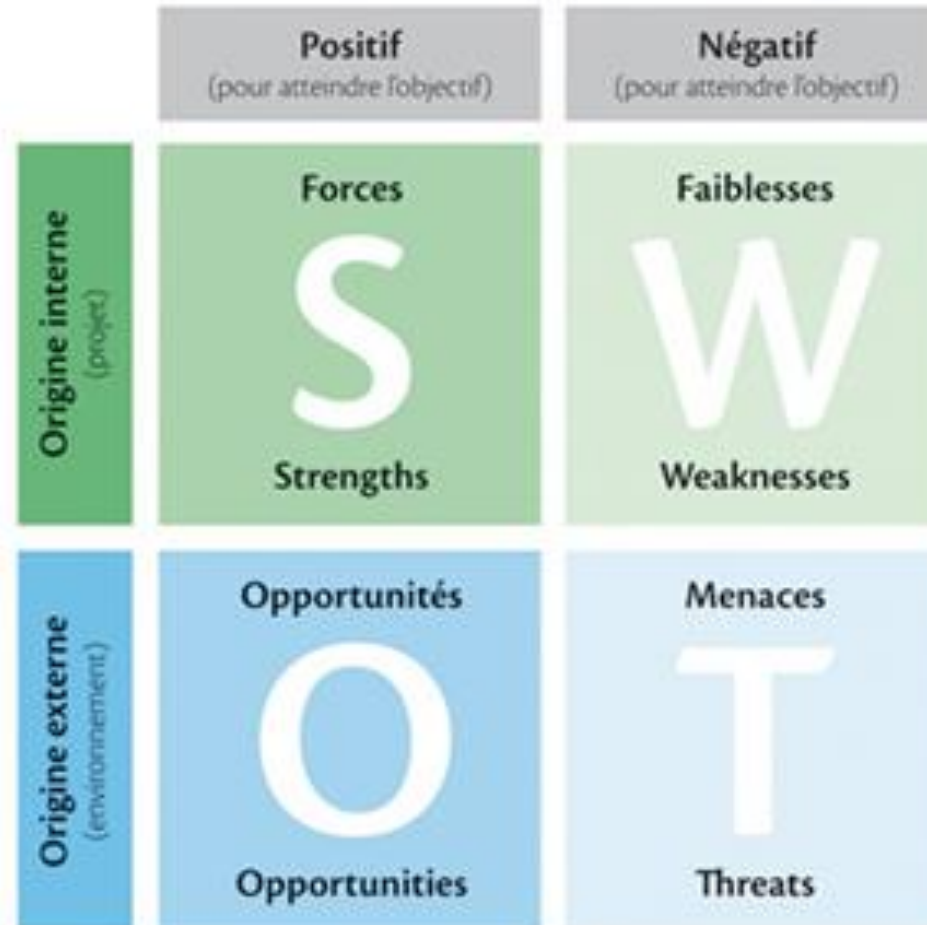 Positif
(pour atteindre l'objectif)
Négatif
(pour atteindre l'objectif)
Origine interne
(projet)
Forces
S
Strengths
Faiblesses
W
Weaknesses
Origine externe
(environnement)
Opportunités
O
Opportunities
Menaces
T
Threats